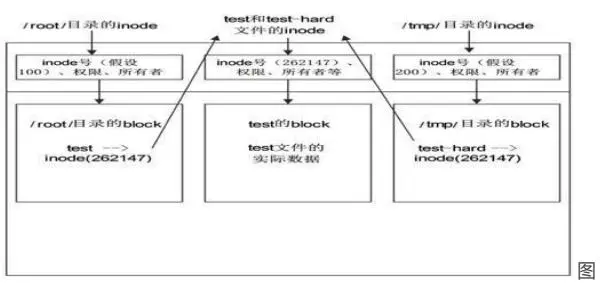 /root/目录的inode
test和test-hard
文件的inode
/tmp/目录的inode
inode号（假设
100）、权限、所有者
inode号（262147）、
权限、所有者等
inode号（假设
200）、权限、所有者
/root/目录的block
test -->
inode(262147)
test的block
test文件的
实际数据
/tmp/目录的block
test-hard -->
inode(262147)
图